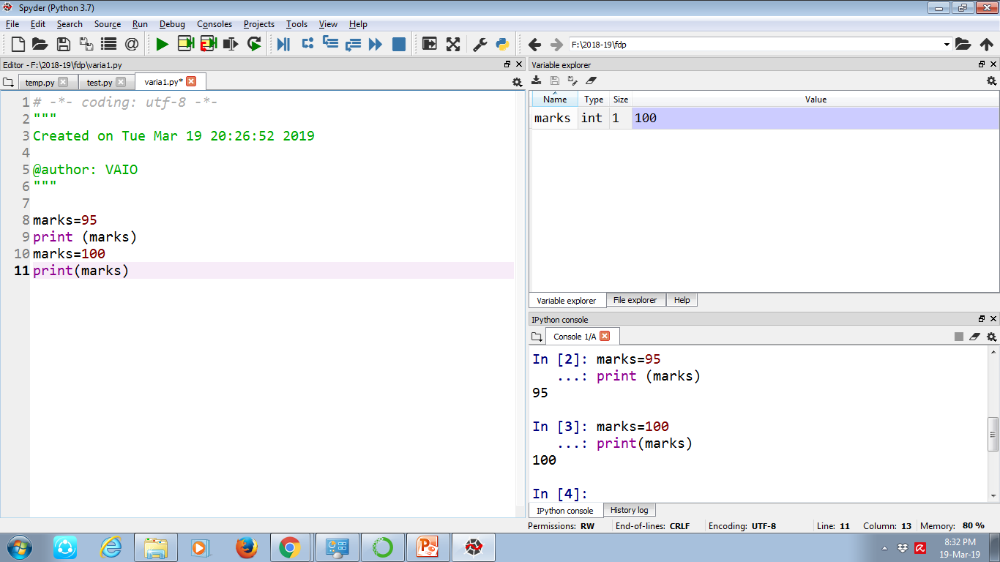 Spyder (Python 3.7)
File Edit Search Source Run Debug Consoles Projects Tools View Help
F:\2018-19\fdp
Editor - F:\2018-19\fdp\varia1.py
temp.py test.py varia1.py*
1 # -*- coding: utf-8 -*-
2 """
3 Created on Tue Mar 19 20:26:52 2019
4
5 @author: VAIO
6 """
7
8 marks=95
9 print (marks)
10 marks=100
11 print(marks)
Variable explorer
Name Type Size Value
marks int 1 100
Variable explorer File explorer Help
IPython console
Console 1/A
In [2]: marks=95
...: print (marks)
95
In [3]: marks=100
...: print(marks)
100
In [4]:
IPython console History log
Permissions: RW End-of-lines: CRLF Encoding: UTF-8 Line: 11 Column: 13 Memory: 80 %
8:32 PM
19-Mar-19